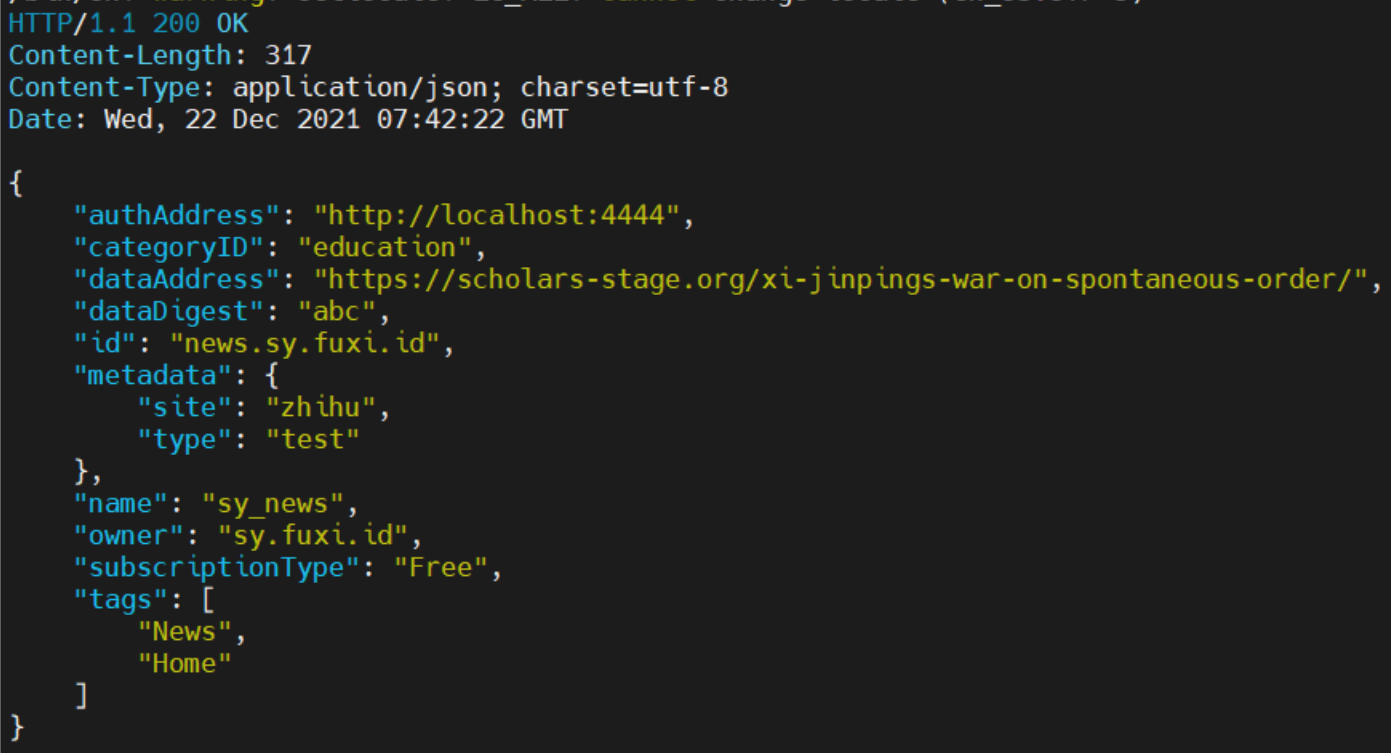 HTTP/1.1 200 OK
Content-Length: 317
Content-Type: application/json; charset=utf-8
Date: Wed, 22 Dec 2021 07:42:22 GMT
{
    "authAddress": "http://localhost:4444",
    "categoryID": "education",
    "dataAddress": "https://scholars-stage.org/xi-jinpings-war-on-spontaneous-order/",
    "dataDigest": "abc",
    "id": "news.sy.fuxi.id",
    "metadata": {
        "site": "zhihu",
        "type": "test"
    },
    "name": "sy_news",
    "owner": "sy.fuxi.id",
    "subscriptionType": "Free",
    "tags": [
        "News",
        "Home"
    ]
}